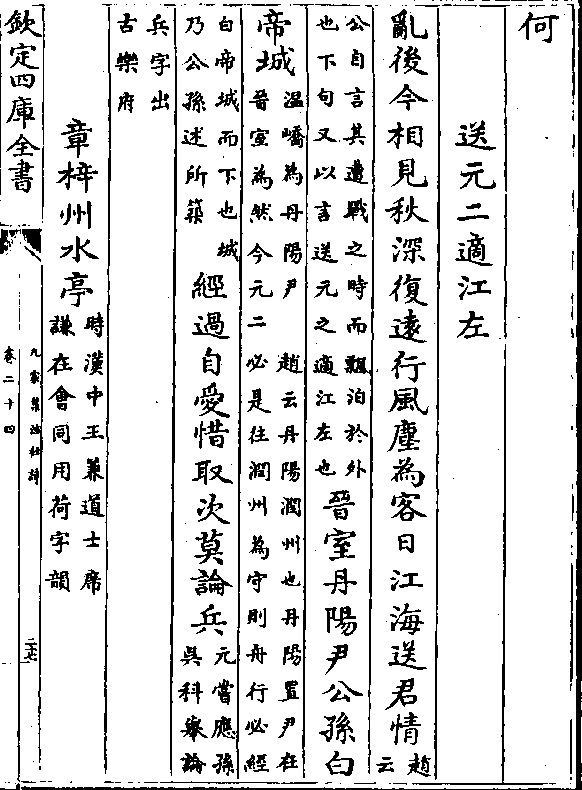 何
送元二適江左
亂後今相見秋深復逺行風塵為客日江海送君情趙云
公自言其遭戰之時而飄泊於外
也下句又以言送元之適江左也
晉室丹陽尹公孫白
帝城
温嶠為丹陽尹 趙云丹陽潤州也丹陽置尹在
晉室為然今元二必是往潤州為守則舟行必經
白帝城而下也城
乃公孫述所築
經過自愛惜取次莫論兵
元嘗應孫
吳科舉論
兵字出
古樂府
章梓州水亭
時漢中王兼道士席
謙在會同用荷字韻
欽定四庫全書
九家集注杜詩
卷二十四